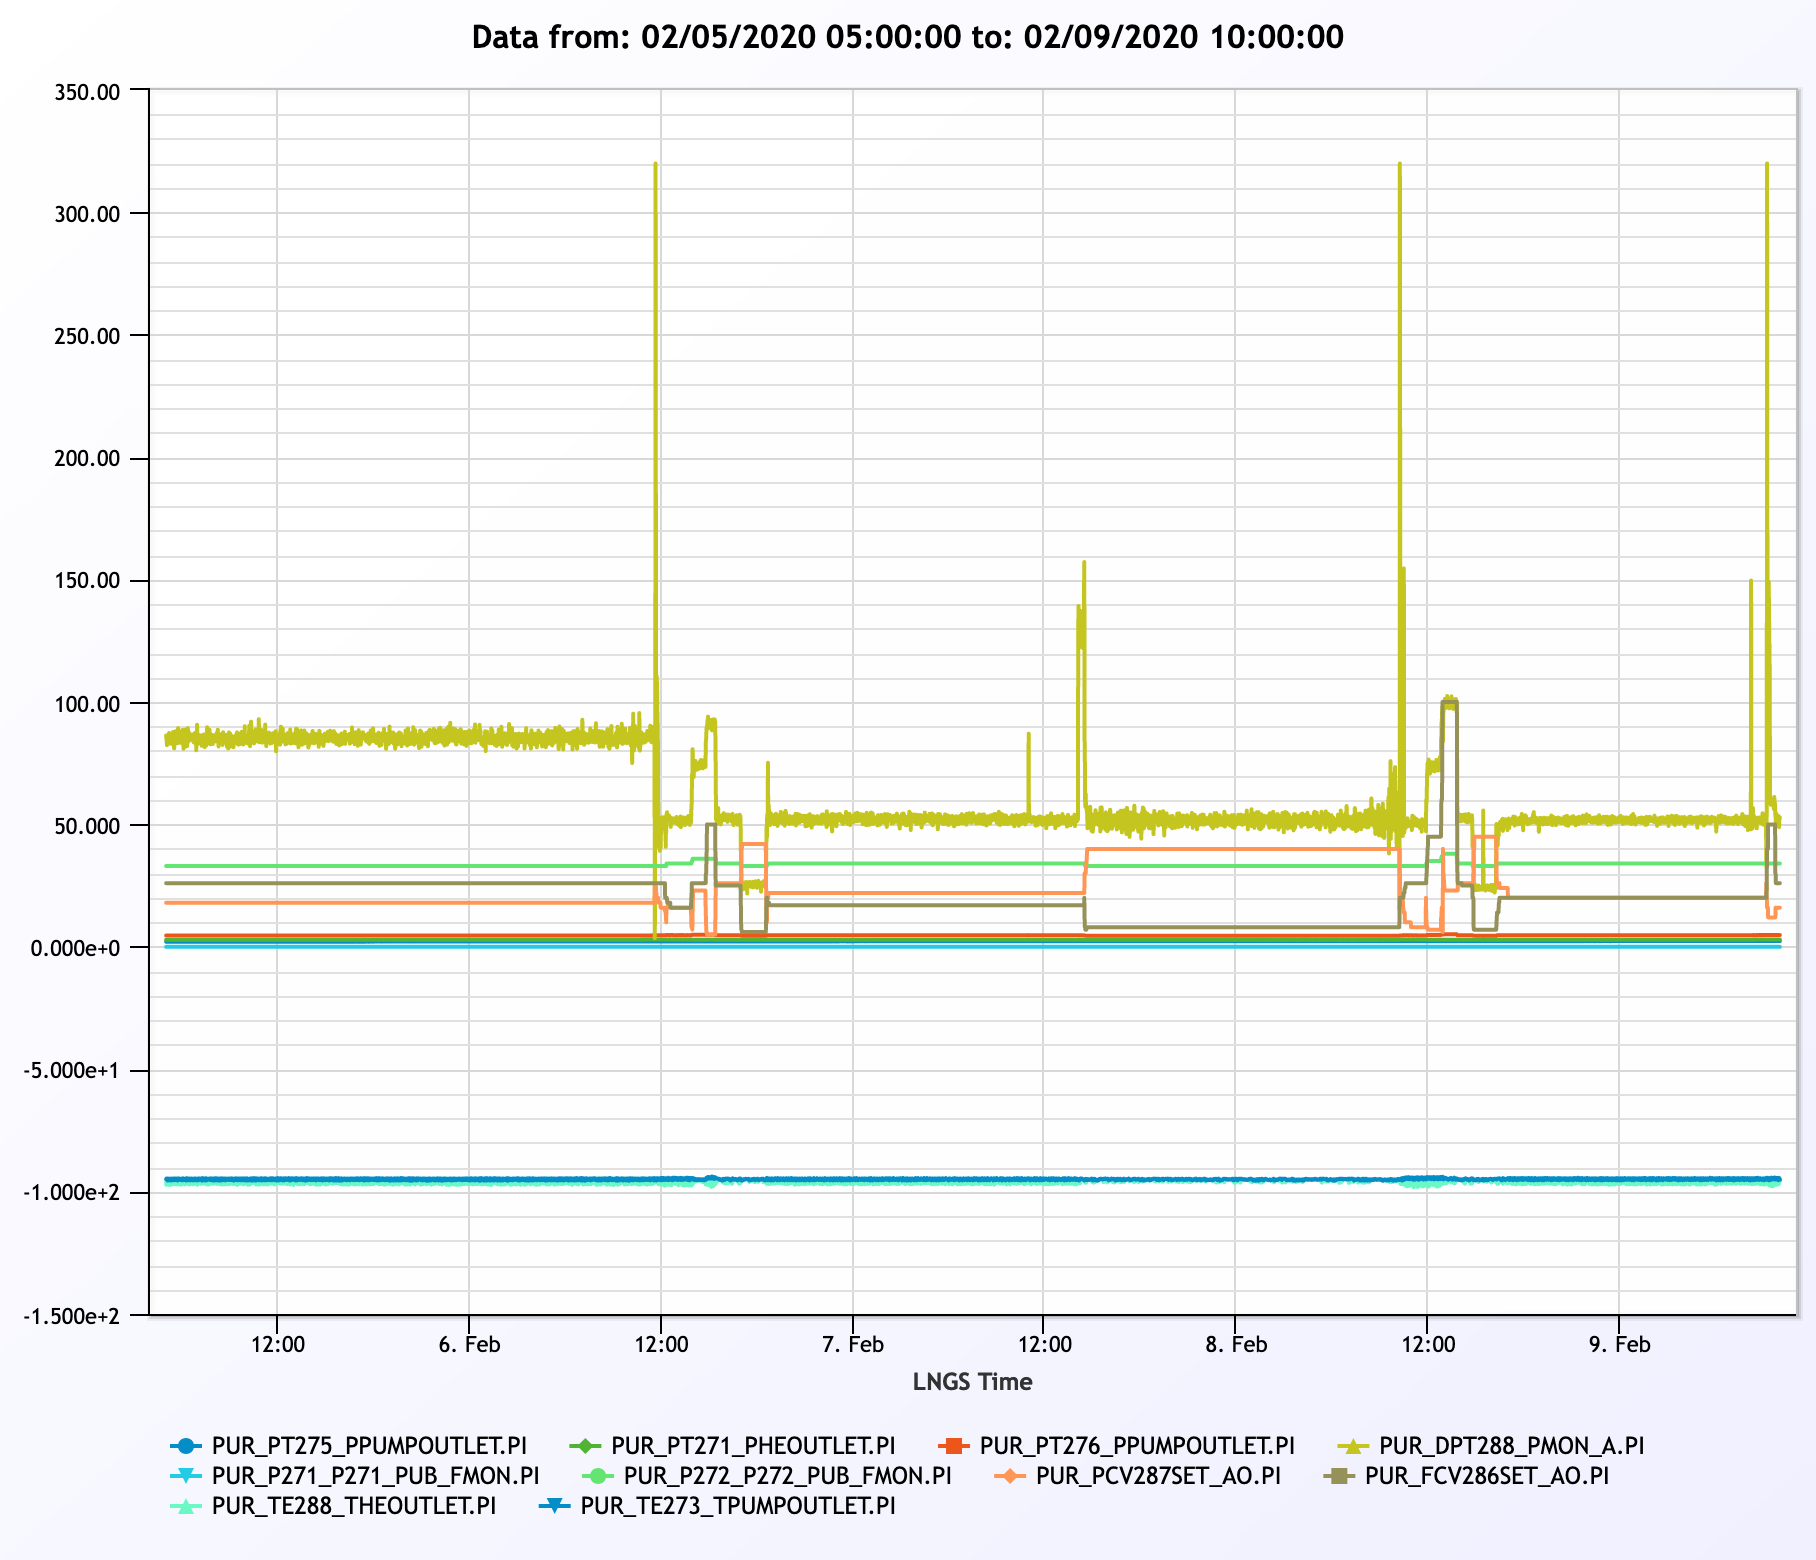 Data from: 02/05/2020 05:00:00 to: 02/09/2020 10:00:00
350.00
300.00
250.00
200.00
150.00
100.00
50.000
0.000e+0
-5.000e+1
-1.000e+2
-1.500e+2
12:00 6. Feb 12:00 7. Feb 12:00 8. Feb 12:00 9. Feb
LNGS Time
PUR_PT275_PPUMPOUTLET.PI PUR_PT271_PHEOUTLET.PI PUR_PT276_PPUMPOUTLET.PI PUR_DPT288_PMON_A.PI
PUR_P271_P271_PUB_FMON.PI PUR_P272_P272_PUB_FMON.PI PUR_PCV287SET_AO.PI PUR_FCV286SET_AO.PI
PUR_TE288_THEOUTLET.PI PUR_TE273_TPUMPOUTLET.PI